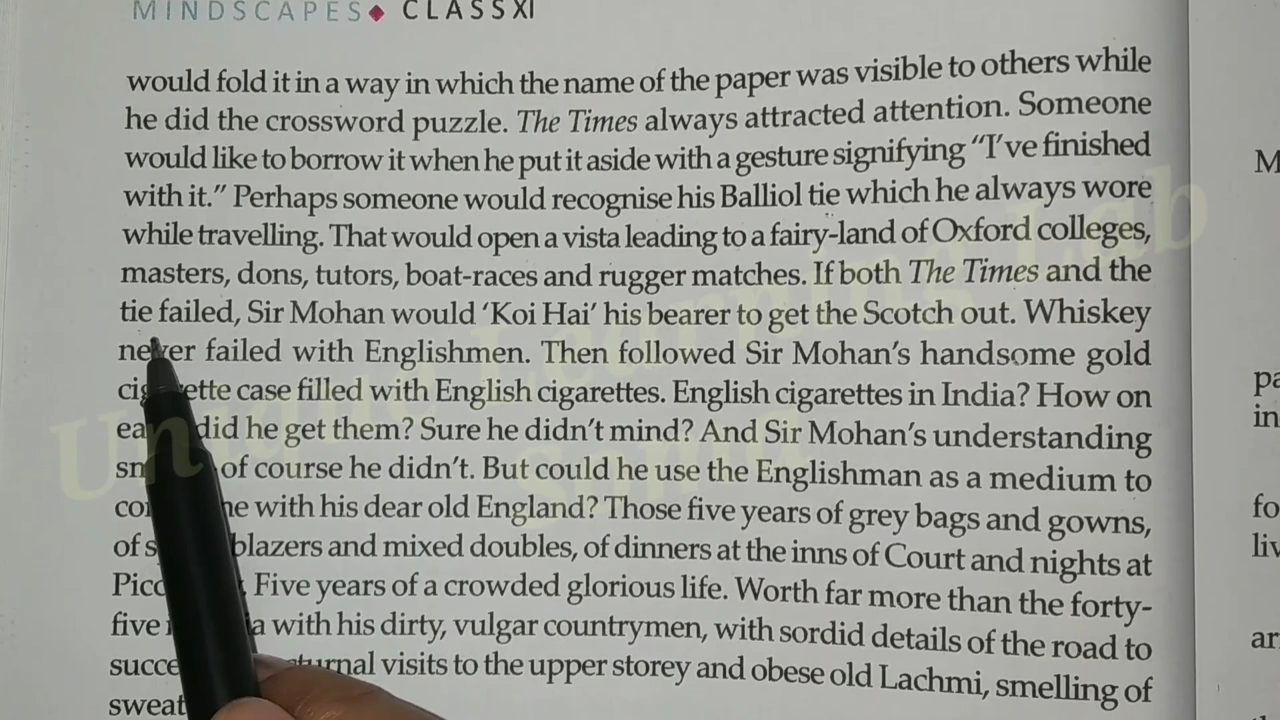 MINDSCAPES◆ CLASS XI
would fold it in a way in which the name of the paper was visible to others while
he did the crossword puzzle. The Times always attracted attention. Someone
would like to borrow it when he put it aside with a gesture signifying "I've finished
with it." Perhaps someone would recognise his Balliol tie which he always wore
while travelling. That would open a vista leading to a fairy-land of Oxford colleges,
masters, dons, tutors, boat-races and rugger matches. If both The Times and the
tie failed, Sir Mohan would 'Koi Hai' his bearer to get the Scotch out. Whiskey
never failed with Englishmen. Then followed Sir Mohan's handsome gold
case filled with English cigarettes. English cigarettes in India? How on
did he get them? Sure he didn't mind? And Sir Mohan's understanding
of course he didn't. But could he use the Englishman as a medium to
with his dear old England? Those five years of grey bags and gowns,
of blazers and mixed doubles, of dinners at the inns of Court and nights at
Five years of a crowded glorious life. Worth far more than the forty-
five with his dirty, vulgar countrymen, with sordid details of the road to
visits to the upper storey and obese old Lachmi, smelling of
sweat
M
pa
in
fo
liv
ar
Unique Learning Lab